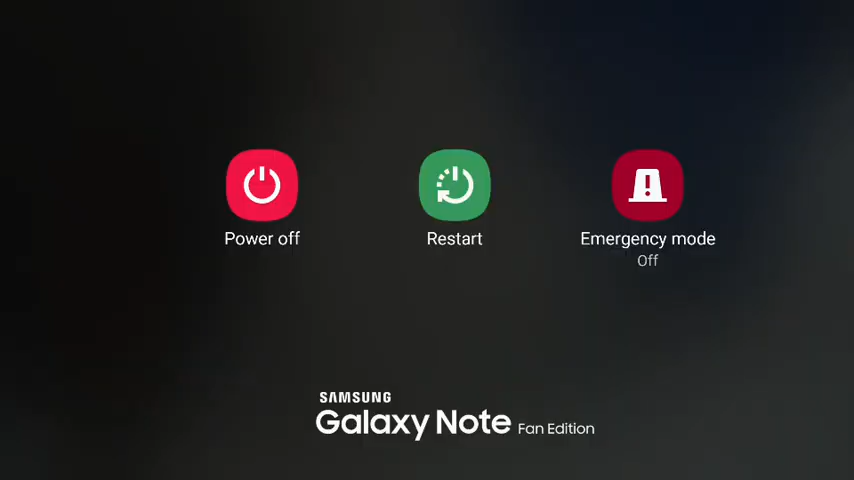 Power off
Restart
Emergency mode
Off
SAMSUNG
Galaxy Note Fan Edition